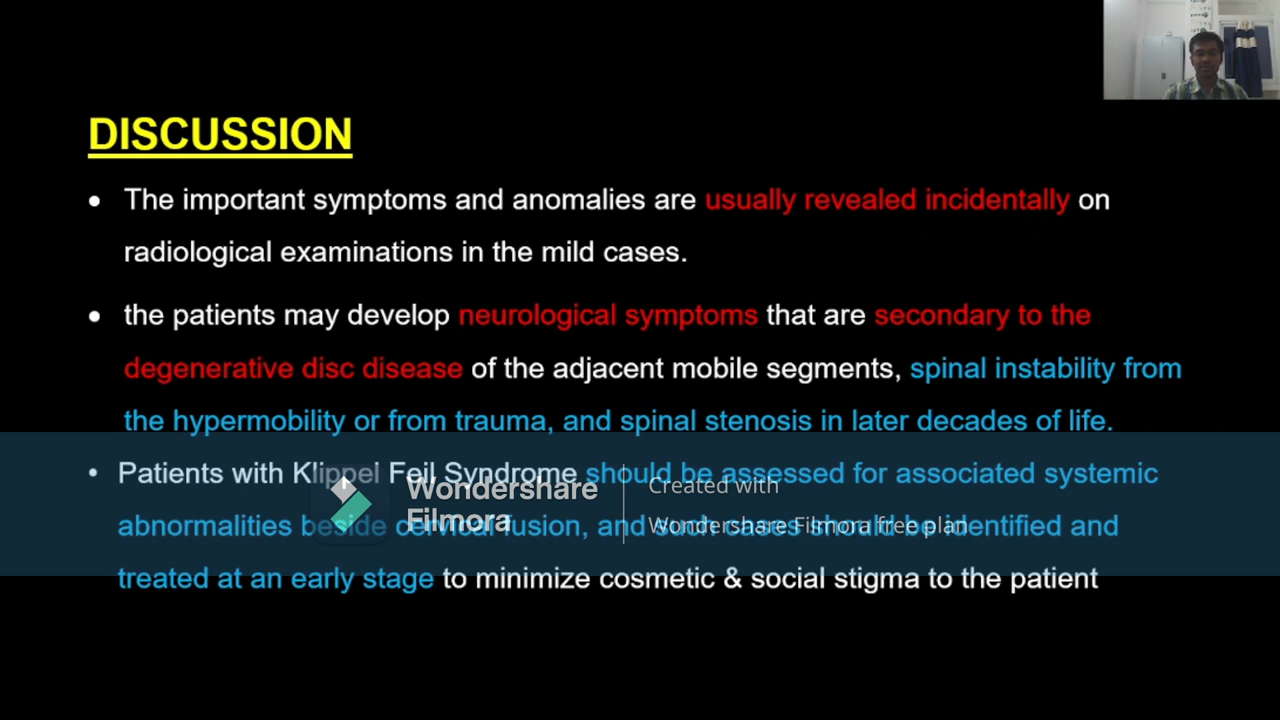 DISCUSSION
• The important symptoms and anomalies are usually revealed incidentally on
radiological examinations in the mild cases.
• the patients may develop neurological symptoms that are secondary to the
degenerative disc disease of the adjacent mobile segments, spinal instability from
the hypermobility or from trauma, and spinal stenosis in later decades of life.
• Patients with Klippel Feil Syndrome should be assessed for associated systemic
abnormalities beside cervical fusion, and such cases should be identified and
treated at an early stage to minimize cosmetic & social stigma to the patient
Wondershare
Filmora
Created with
Wondershare Filmora free plan